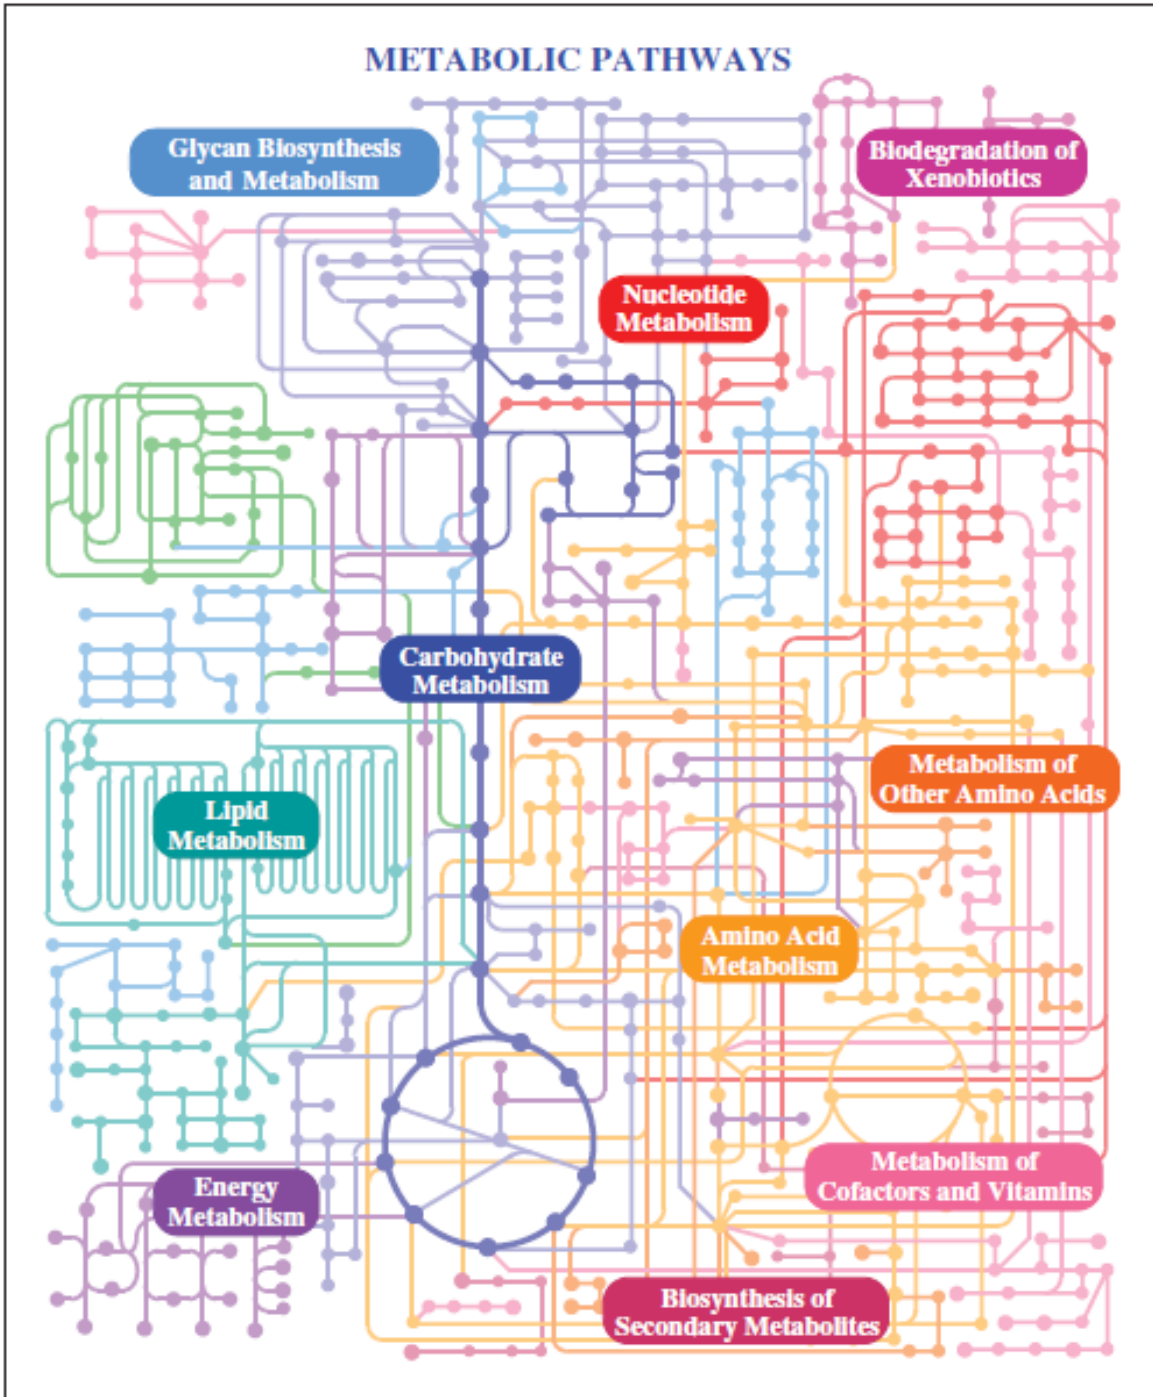 METABOLIC PATHWAYS
Glycan Biosynthesis
and Metabolism
Biodegradation of
Xenobiotics
Nucleotide
Metabolism
Carbohydrate
Metabolism
Metabolism of
Other Amino Acids
Lipid
Metabolism
Amino Acid
Metabolism
Metabolism of
Cofactors and Vitamins
Energy
Metabolism
Biosynthesis of
Secondary Metabolites